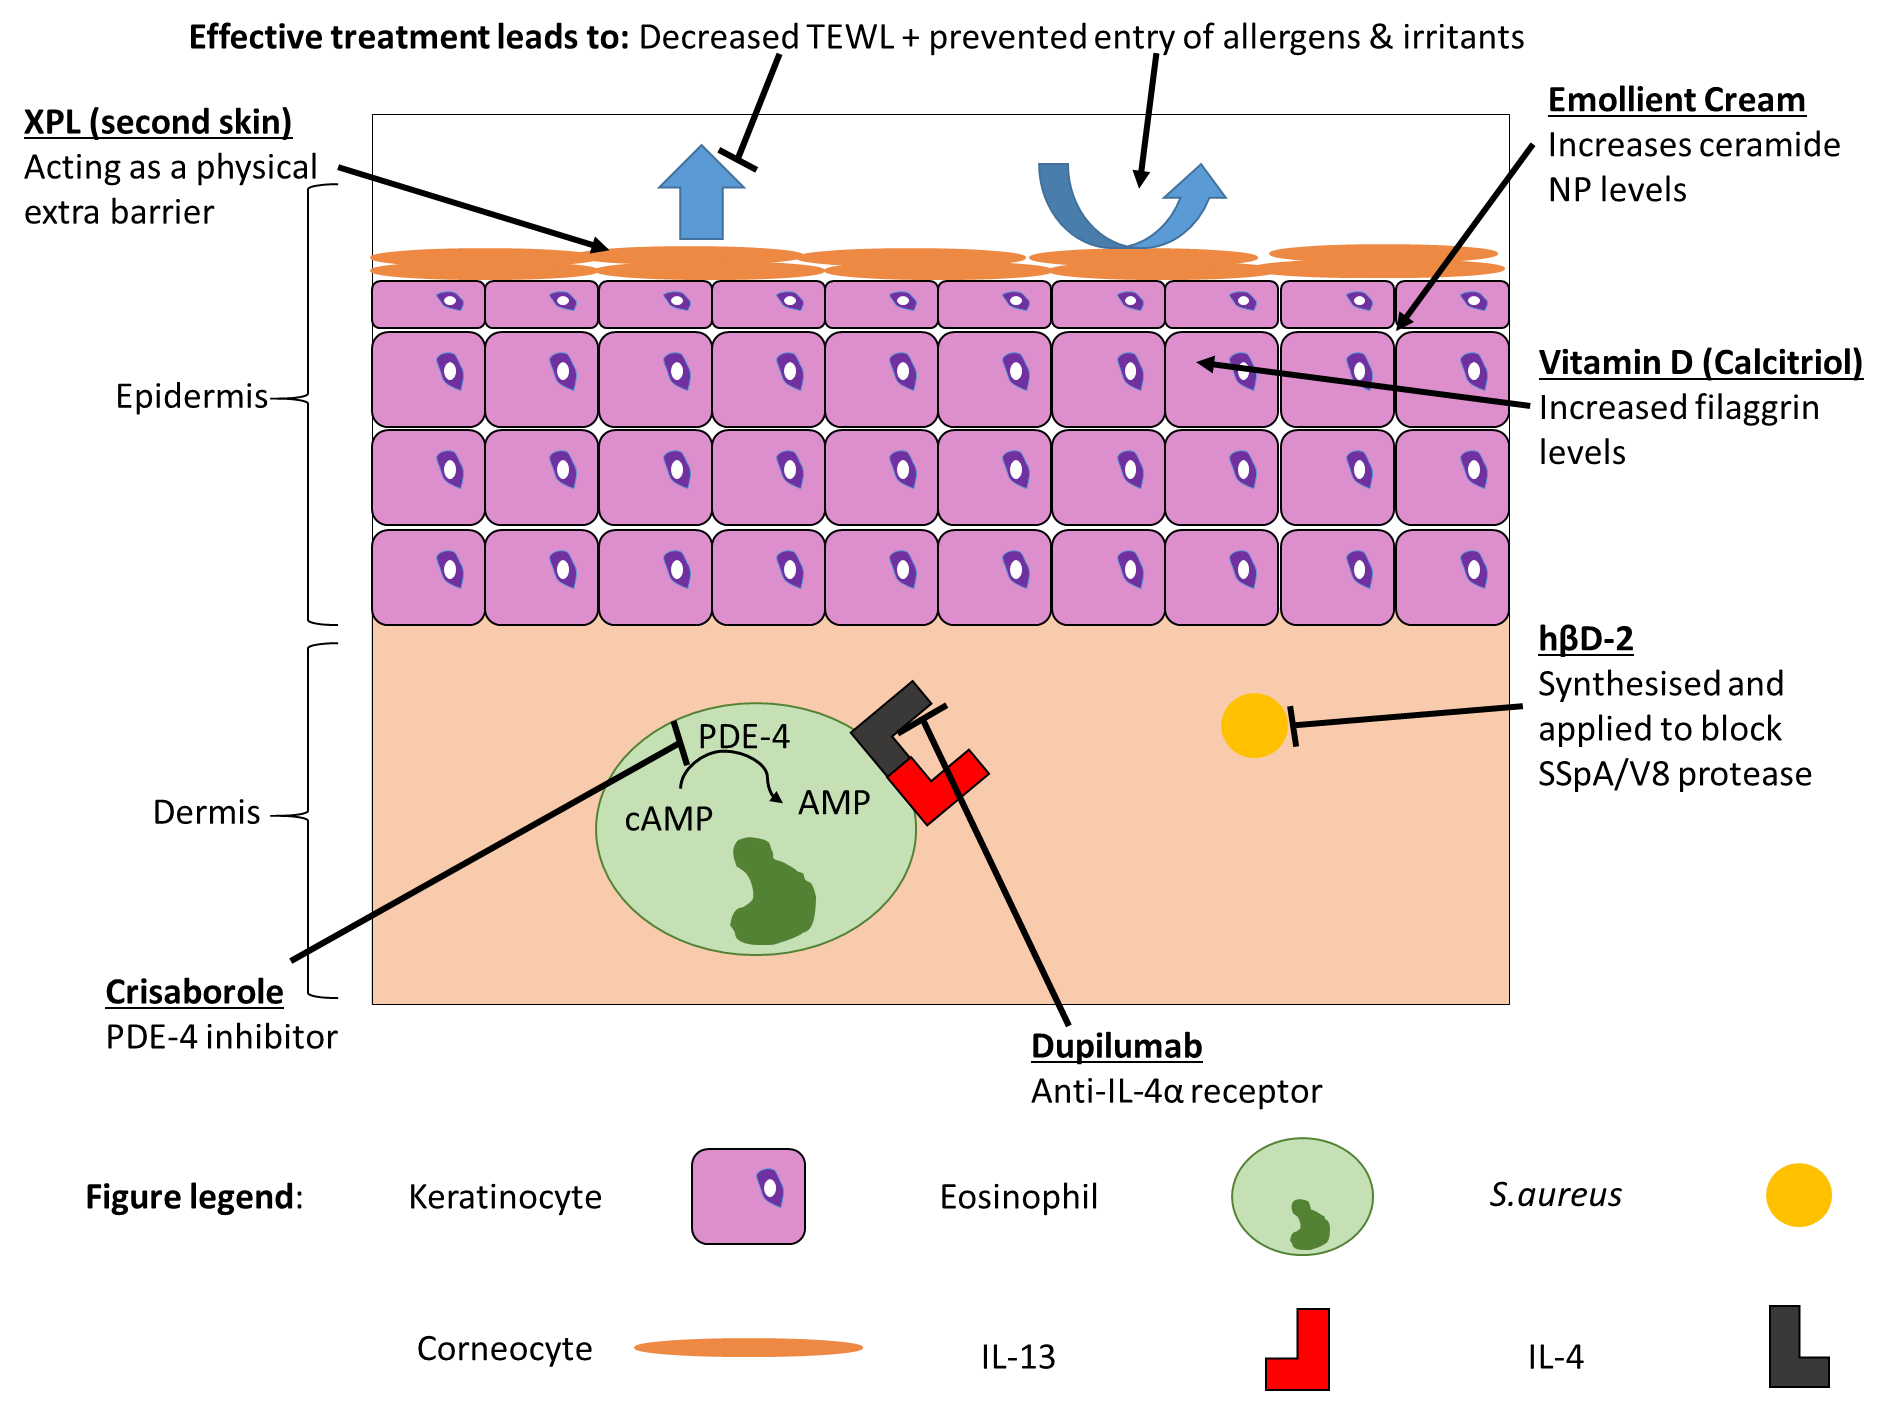 Effective treatment leads to: Decreased TEWL + prevented entry of allergens & irritants
XPL (second skin)
Acting as a physical
extra barrier
Emollient Cream
Increases ceramide
NP levels
Epidermis
Vitamin D (Calcitriol)
Increased filaggrin
levels
hβD-2
Synthesised and
applied to block
SSpA/V8 protease
Dermis
PDE-4
cAMP
AMP
Crisaborole
PDE-4 inhibitor
Dupilumab
Anti-IL-4α receptor
Figure legend:
Keratinocyte
Eosinophil
S.aureus
Corneocyte
IL-13
IL-4